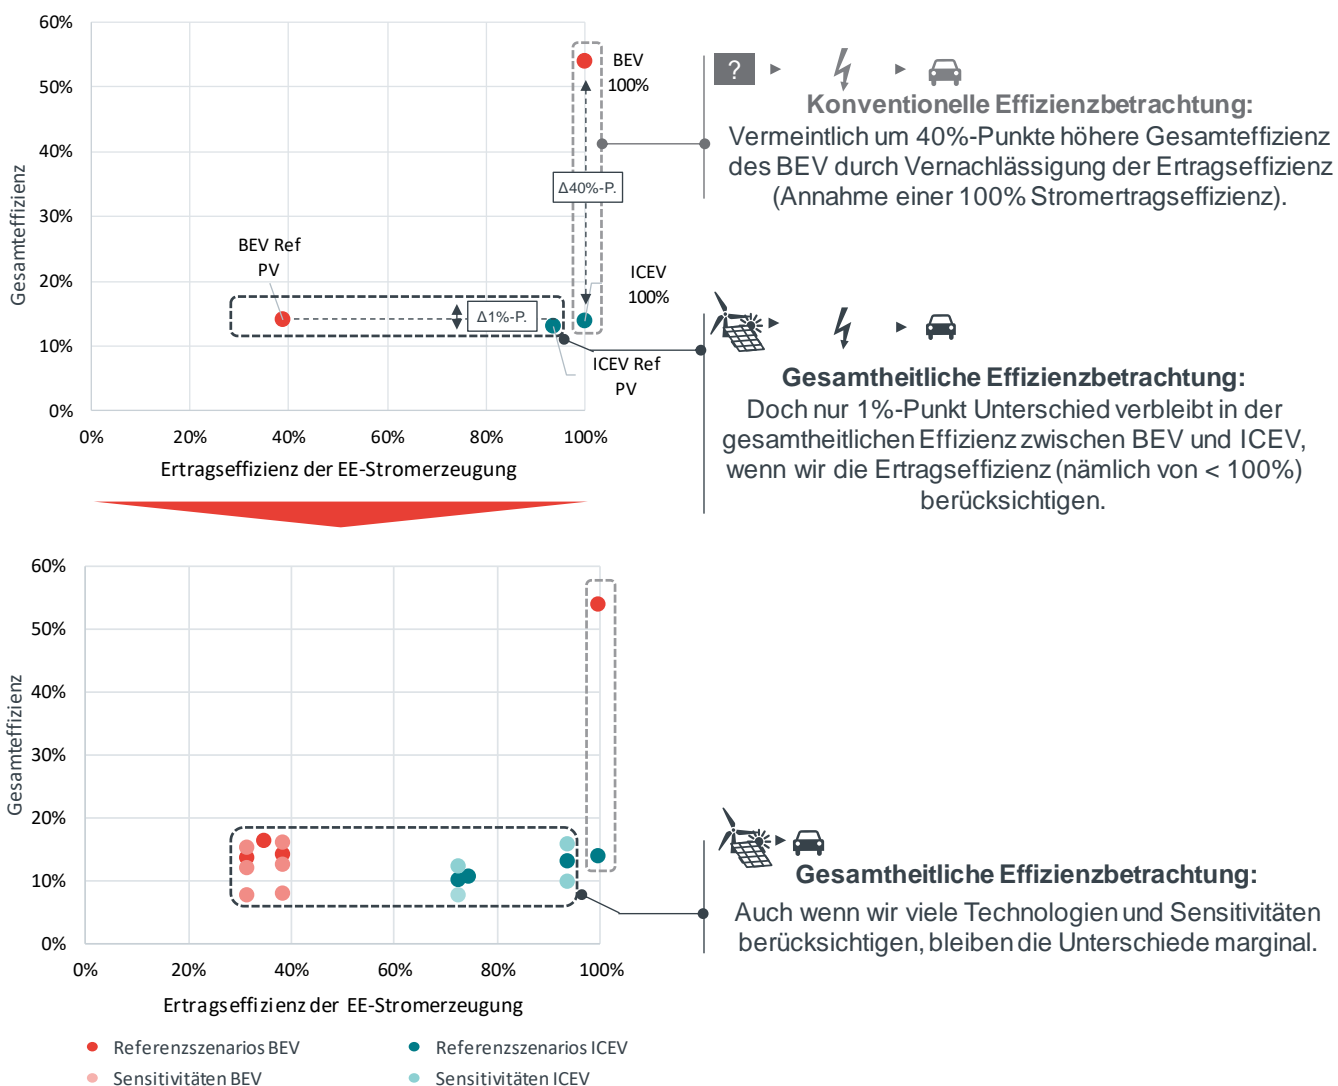 60%
50%
40%
30%
20%
10%
0%
Gesamteffizienz
0%
20%
40%
60%
80%
100%
Ertragseffizienz der EE-Stromerzeugung
BEV
100%
Δ40%-P.
BEV Ref
PV
ICEV
100%
Δ1%-P.
ICEV Ref
PV
?
Konventionelle Effizienzbetrachtung:
Vermeintlich um 40%-Punkte höhere Gesamteffizienz
des BEV durch Vernachlässigung der Ertragseffizienz
(Annahme einer 100% Stromertragseffizienz).
Gesamtheitliche Effizienzbetrachtung:
Doch nur 1%-Punkt Unterschied verbleibt in der
gesamtheitlichen Effizienz zwischen BEV und ICEV,
wenn wir die Ertragseffizienz (nämlich von < 100%)
berücksichtigen.
60%
50%
40%
30%
20%
10%
0%
Gesamteffizienz
0%
20%
40%
60%
80%
100%
Ertragseffizienz der EE-Stromerzeugung
Gesamtheitliche Effizienzbetrachtung:
Auch wenn wir viele Technologien und Sensitivitäten
berücksichtigen, bleiben die Unterschiede marginal.
Referenzszenarios BEV
Referenzszenarios ICEV
Sensitivitäten BEV
Sensitivitäten ICEV